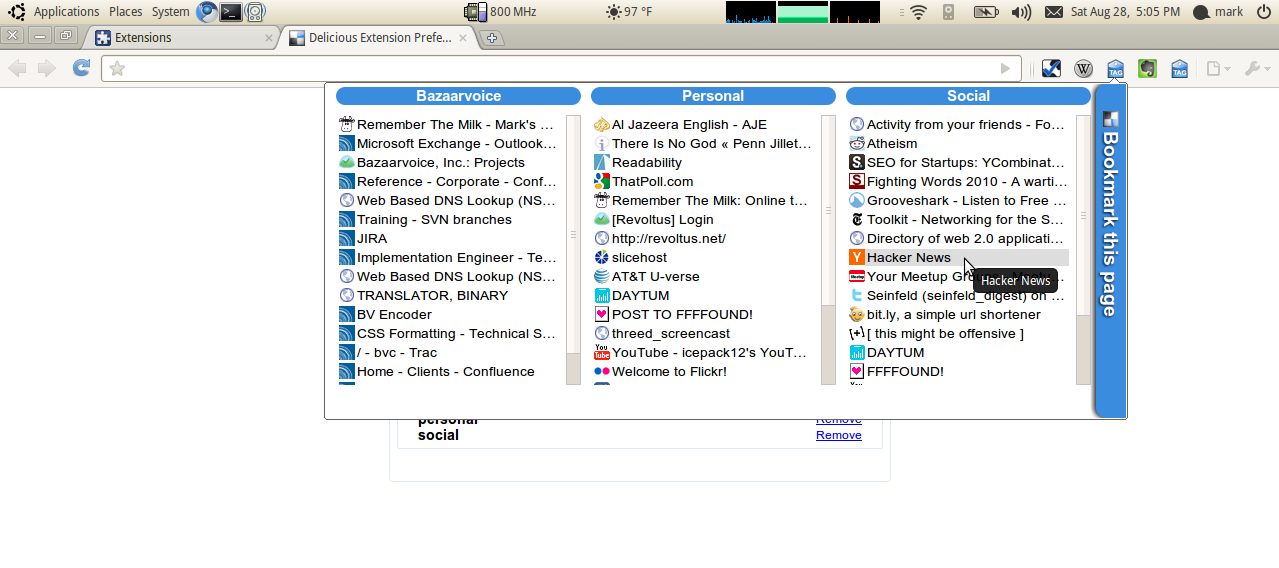 Applications Places System 800 MHz 97 °F Sat Aug 28, 5:05 PM mark
Extensions Delicious Extension Prefe...
W TAG TAG
Bazaarvoice Personal Social
Remember The Milk - Mark's ... Al Jazeera English - AJE Activity from your friends - Fo...
Microsoft Exchange - Outlook... There Is No God « Penn Jillet... Atheism
Bazaarvoice, Inc.: Projects Readability SEO for Startups: YCombinat...
Reference - Corporate - Conf... ThatPoll.com Fighting Words 2010 - A warti...
Web Based DNS Lookup (NS... Remember The Milk: Online t... Grooveshark - Listen to Free ...
Training - SVN branches [Revoltus] Login Toolkit - Networking for the S...
JIRA http://revoltus.net/ Directory of web 2.0 applicati...
Implementation Engineer - Te... slicehost Hacker News
Web Based DNS Lookup (NS... AT&T U-verse Your Meetup
Hacker News
TRANSLATOR, BINARY DAYTUM Seinfeld (seinfeld_digest) on ...
BV Encoder POST TO FFFFOUND! bit.ly, a simple url shortener
CSS Formatting - Technical S... threed_screencast [ this might be offensive ]
/ - bvc - Trac YouTube - icepack12's YouT... DAYTUM
Home - Clients - Confluence Welcome to Flickr! FFFFOUND!
Bookmark this page
personal Remove
social Remove